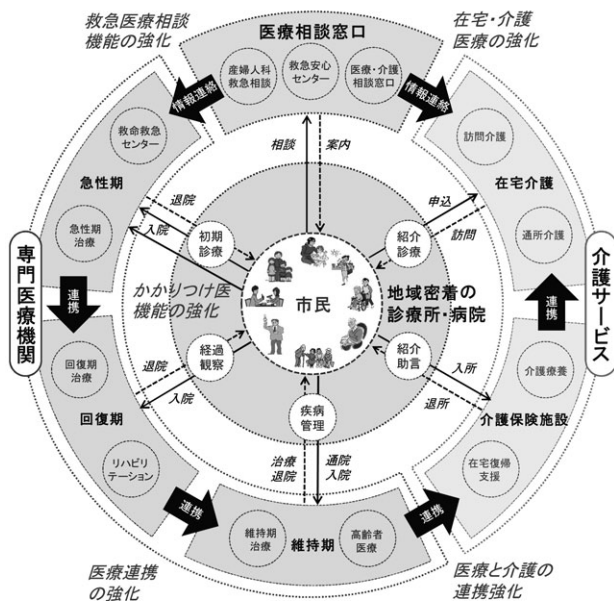 救急医療相談
機能の強化
医療相談窓口
在宅・介護
医療の強化
産婦人科
救急相談
救急安心
センター
医療・介護
相談窓口
情報連絡
情報連絡
救命救急
センター
訪問介護
急性期
相談
案内
在宅介護
退院
入院
申込
訪問
急性期
治療
初期
診療
紹介
診療
通所介護
専門医療機関
介護サービス
連携
かかりつけ医
機能の強化
市民
地域密着の
診療所・病院
連携
回復期
治療
退院
入院
経過
観察
紹介
助言
入所
退所
介護療養
回復期
疾病
管理
介護保険施設
リハビリ
テーション
治療
退院
通院
入院
在宅復帰
支援
連携
維持期
治療
維持期
高齢者
医療
連携
医療連携
の強化
医療と介護の
連携強化